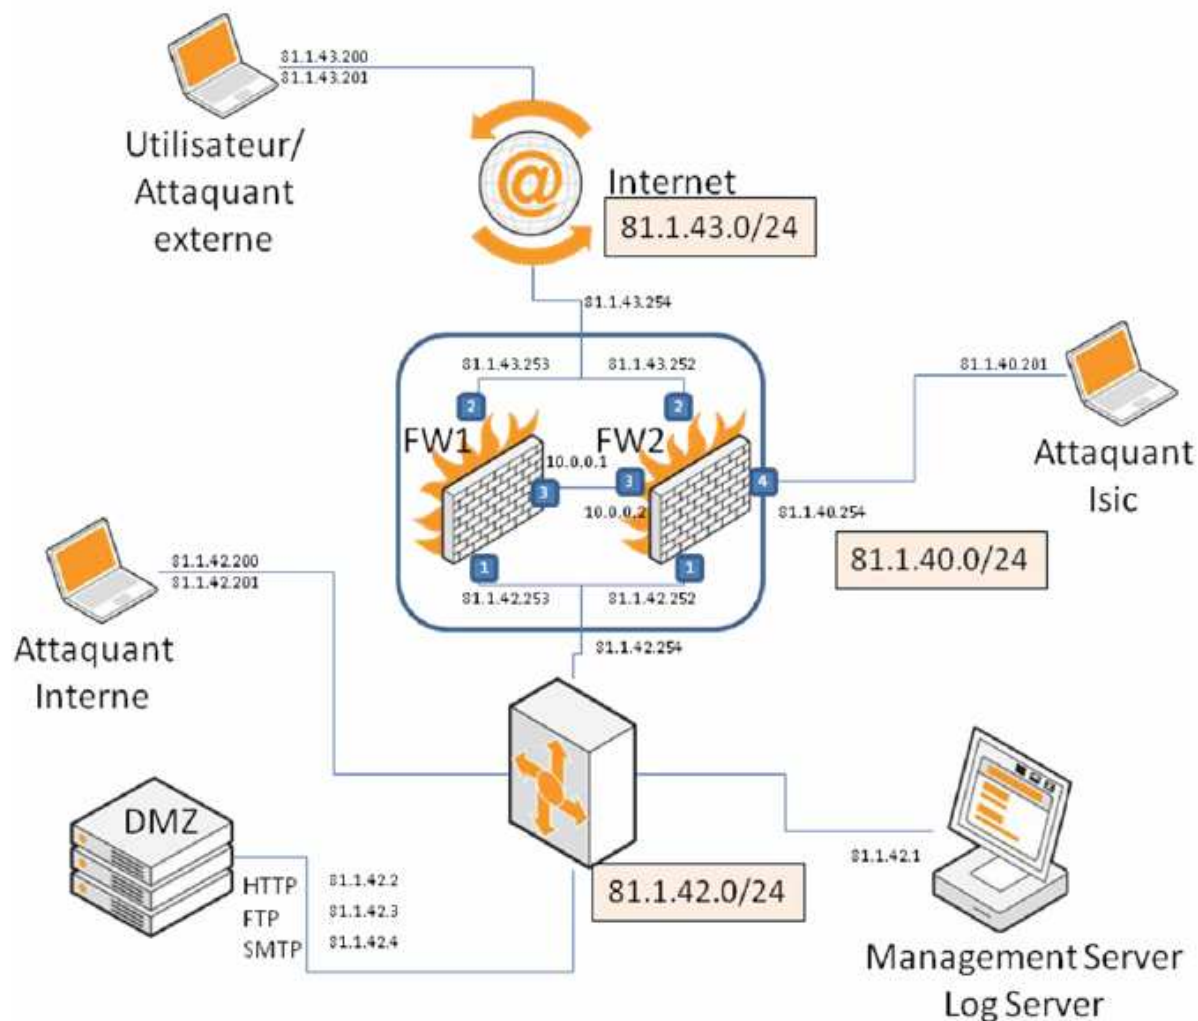 81.1.43.200
81.1.43.201
Utilisateur/
Attaquant
externe
@
Internet
81.1.43.0/24
81.1.43.254
81.1.43.253
81.1.43.252
2
2
FW1
FW2
10.0.0.1
3
3
10.0.0.2
4
81.1.40.201
Attaquant
Isic
81.1.40.254
81.1.40.0/24
1
1
81.1.42.253
81.1.42.252
81.1.42.254
81.1.42.200
81.1.42.201
Attaquant
Interne
DMZ
HTTP
81.1.42.2
FTP
81.1.42.3
SMTP
81.1.42.4
81.1.42.0/24
81.1.42.1
Management Server
Log Server